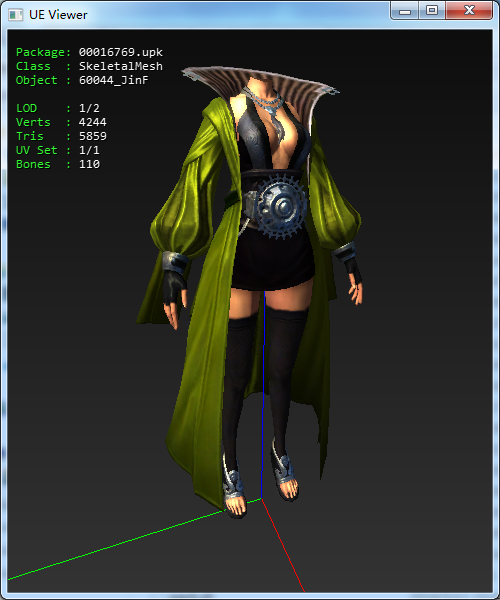 UE Viewer
Package: 00016769.upk
Class : SkeletalMesh
Object : 60044_JinF
LOD : 1/2
Verts : 4244
Tris : 5859
UV Set : 1/1
Bones : 110